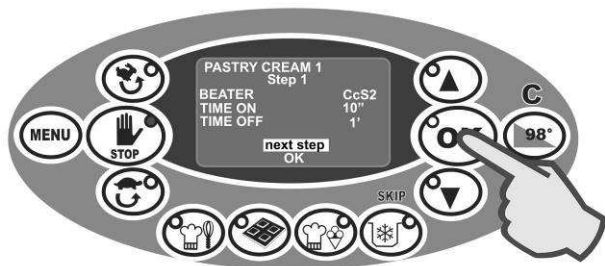 PASTRY CREAM 1
Step 1
BEATER CcS2
TIME ON 10"
TIME OFF 1'
next step
OK
MENU
STOP
OK
C
98°
SKIP